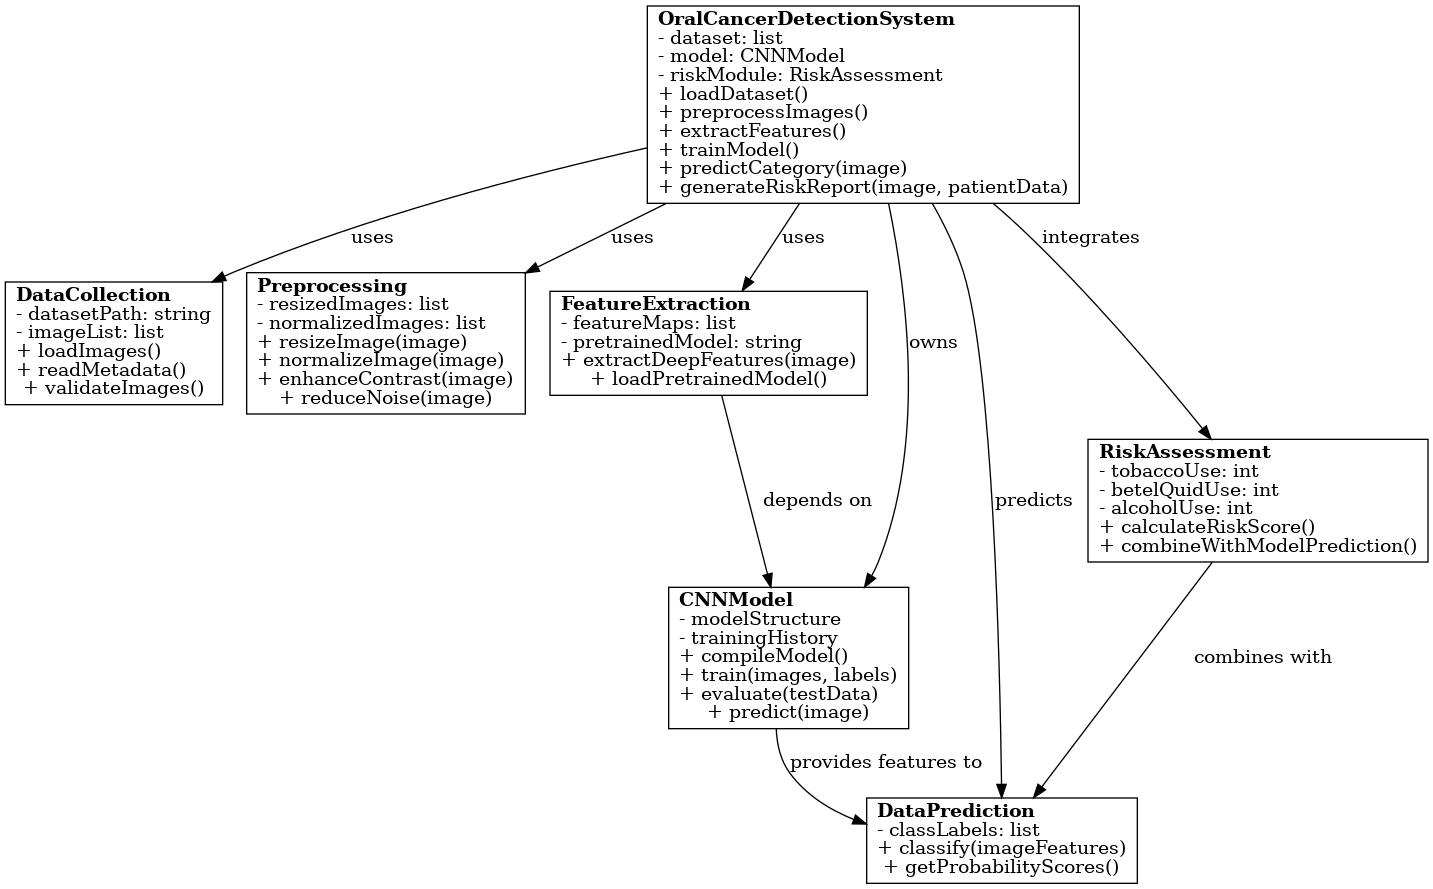 OralCancerDetectionSystem
- dataset: list
- model: CNNModel
- riskModule: RiskAssessment
+ loadDataset()
+ preprocessImages()
+ extractFeatures()
+ trainModel()
+ predictCategory(image)
+ generateRiskReport(image, patientData)
uses
uses
uses
integrates
DataCollection
- datasetPath: string
- imageList: list
+ loadImages()
+ readMetadata()
+ validateImages()
Preprocessing
- resizedImages: list
- normalizedImages: list
+ resizeImage(image)
+ normalizeImage(image)
+ enhanceContrast(image)
+ reduceNoise(image)
FeatureExtraction
- featureMaps: list
- pretrainedModel: string
+ extractDeepFeatures(image)
+ loadPretrainedModel()
owns
depends on
predicts
RiskAssessment
- tobaccoUse: int
- betelQuidUse: int
- alcoholUse: int
+ calculateRiskScore()
+ combineWithModelPrediction()
CNNModel
- modelStructure
- trainingHistory
+ compileModel()
+ train(images, labels)
+ evaluate(testData)
+ predict(image)
combines with
provides features to
DataPrediction
- classLabels: list
+ classify(imageFeatures)
+ getProbabilityScores()